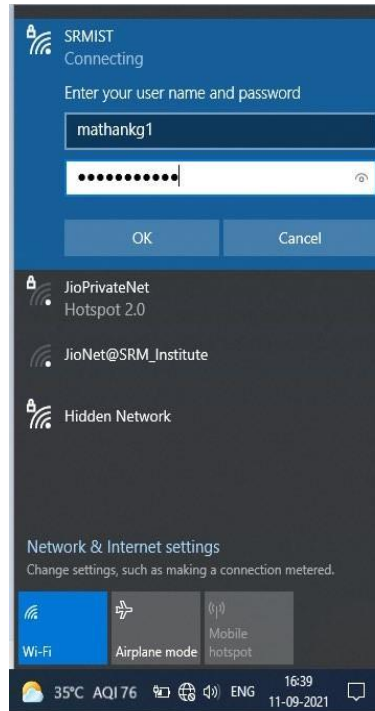 SRMIST
Connecting
Enter your user name and password
mathankg1
●●●●●●●●●●●
OK Cancel
JioPrivateNet
Hotspot 2.0
JioNet@SRM_Institute
Hidden Network
Network & Internet settings
Change settings, such as making a connection metered.
Wi-Fi
Airplane mode
Mobile
hotspot
35°C AQI 76
ENG
16:39
11-09-2021